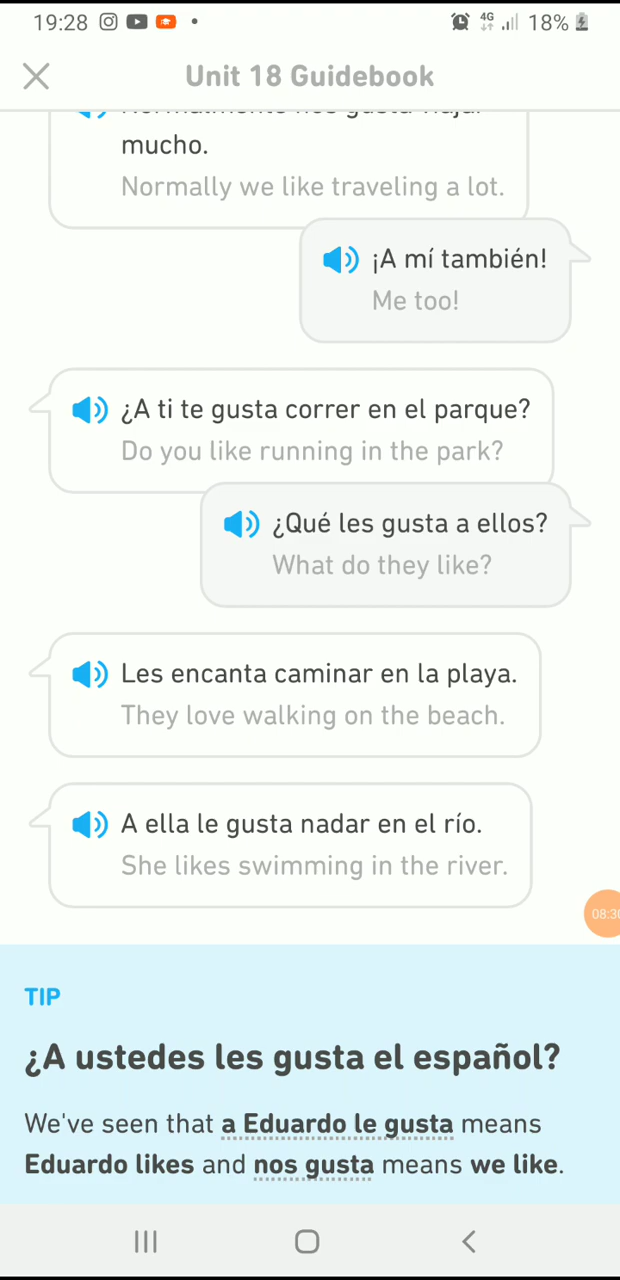 19:28
4G
18%
Unit 18 Guidebook
mucho.
Normally we like traveling a lot.
¡A mí también!
Me too!
¿A ti te gusta correr en el parque?
Do you like running in the park?
¿Qué les gusta a ellos?
What do they like?
Les encanta caminar en la playa.
They love walking on the beach.
A ella le gusta nadar en el río.
She likes swimming in the river.
TIP
¿A ustedes les gusta el español?
We've seen that a Eduardo le gusta means
Eduardo likes and nos gusta means we like.